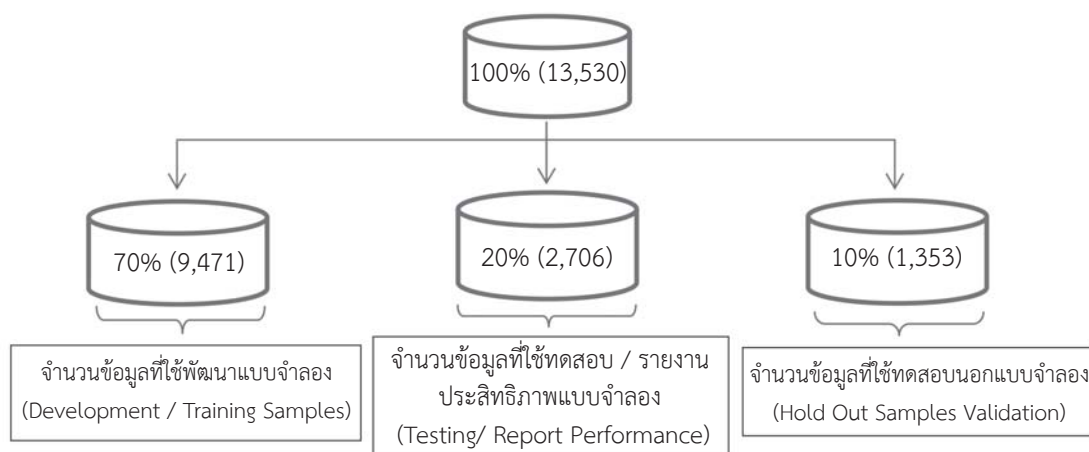 100% (13,530)
70% (9,471)
20% (2,706)
10% (1,353)
จำนวนข้อมูลที่ใช้พัฒนาแบบจำลอง
(Development / Training Samples)
จำนวนข้อมูลที่ใช้ทดสอบ / รายงาน
ประสิทธิภาพแบบจำลอง
(Testing/ Report Performance)
จำนวนข้อมูลที่ใช้ทดสอบนอกแบบจำลอง
(Hold Out Samples Validation)